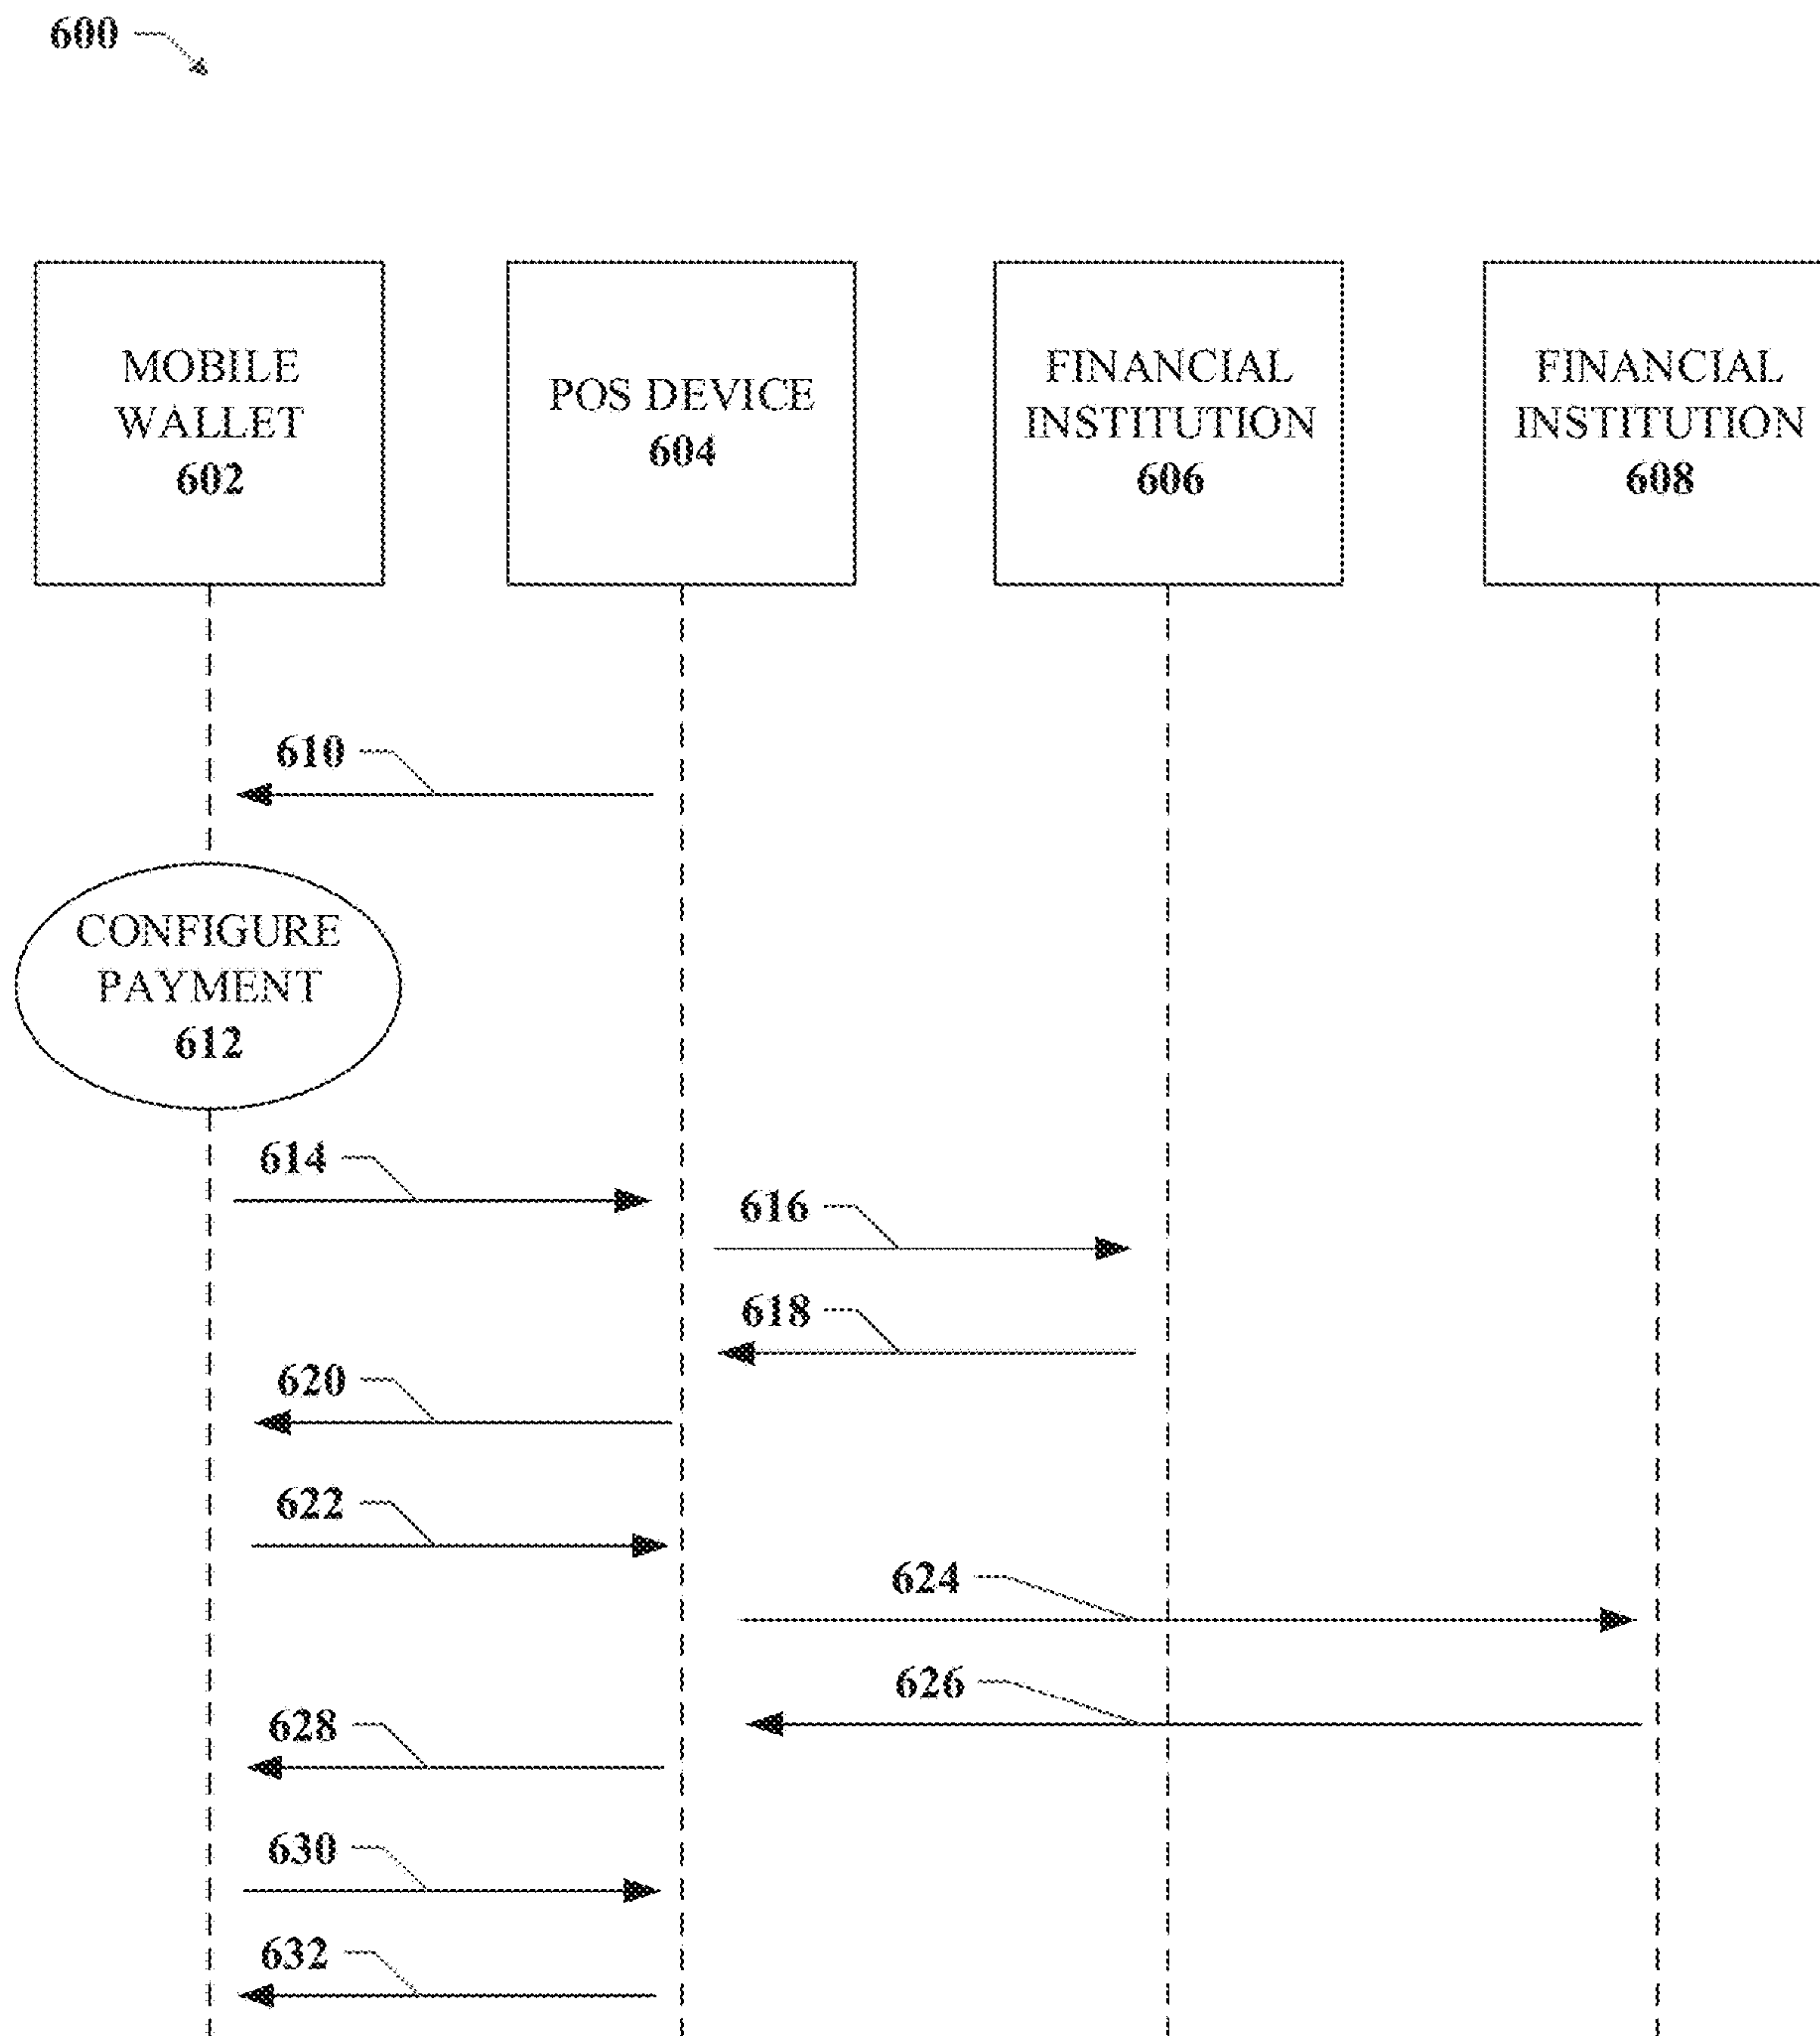 600
MOBILE
WALLET
602
POS DEVICE
604
FINANCIAL
INSTITUTION
606
FINANCIAL
INSTITUTION
608
610
CONFIGURE
PAYMENT
612
614
616
618
620
622
624
626
628
630
632